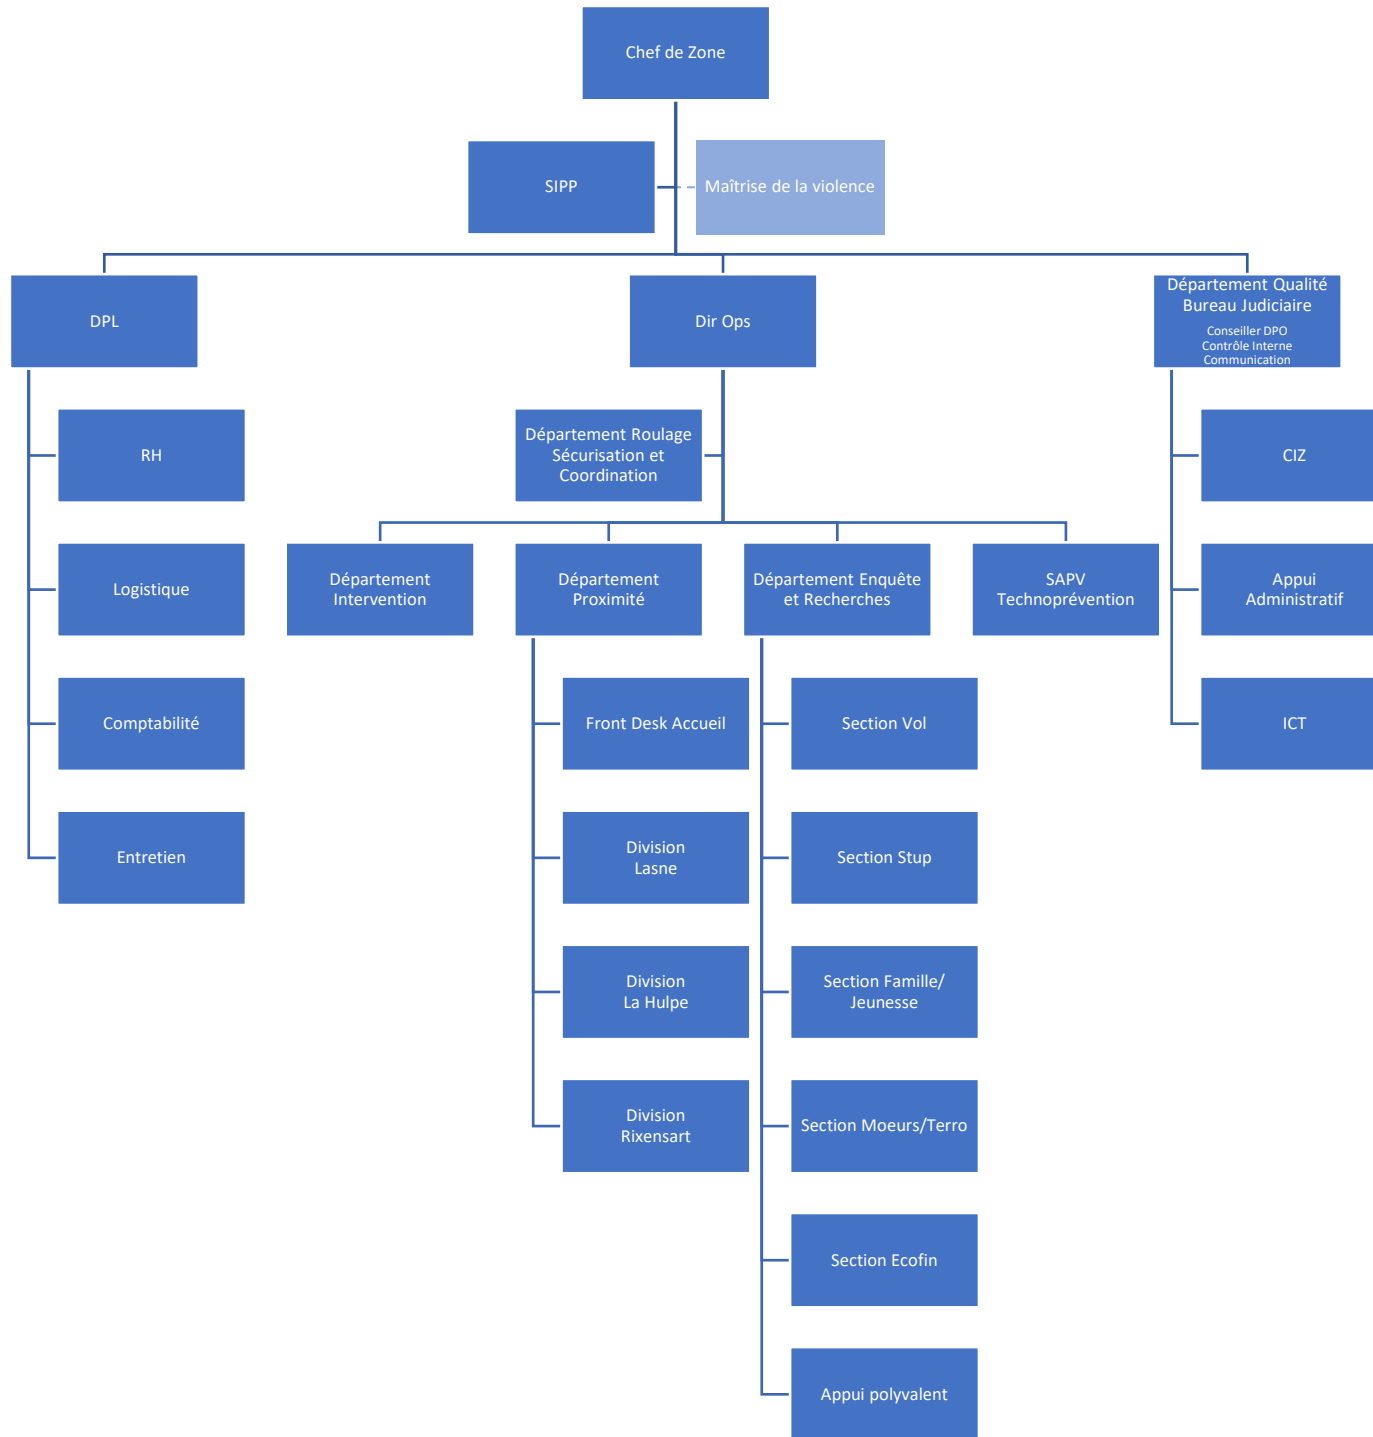 Chef de Zone
SIPP
Maîtrise de la violence
DPL
Dir Ops
Département Qualité
Bureau Judiciaire
Conseiller DPO
Contrôle Interne
Communication
RH
Département Roulage
Sécurisation et
Coordination
CIZ
Logistique
Département
Intervention
Département
Proximité
Département Enquête
et Recherches
SAPV
Technoprévention
Appui
Administratif
Comptabilité
Front Desk Accueil
Section Vol
ICT
Entretien
Division
Lasne
Section Stup
Division
La Hulpe
Section Famille/
Jeunesse
Division
Rixensart
Section Moeurs/Terro
Section Ecofin
Appui polyvalent